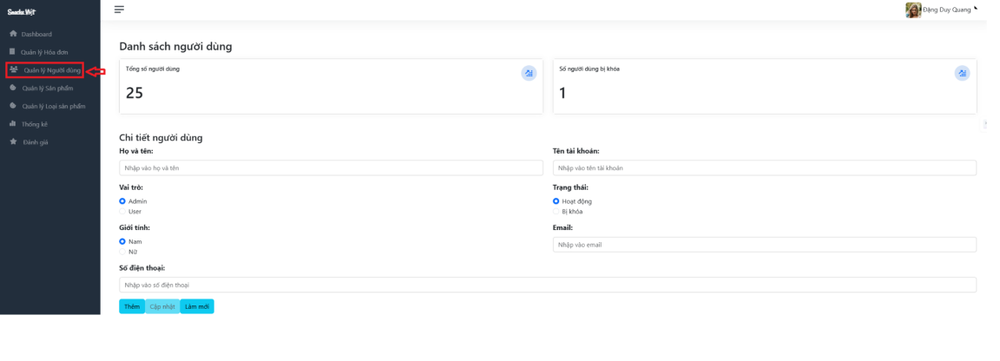 Snacku Việt
Đặng Duy Quang
Dashboard
Quản lý Hóa đơn
Quản lý Người dùng
Quản lý Sản phẩm
Quản lý Loại sản phẩm
Thống kê
Đánh giá
Danh sách người dùng
Tổng số người dùng
25
Số người dùng bị khóa
1
Chi tiết người dùng
Họ và tên:
Nhập vào họ và tên
Tên tài khoản:
Nhập vào tên tài khoản
Vai trò:
Admin
User
Trạng thái:
Hoạt động
Bị khóa
Giới tính:
Nam
Nữ
Email:
Nhập vào email
Số điện thoại:
Nhập vào số điện thoại
Thêm Cập nhật Làm mới